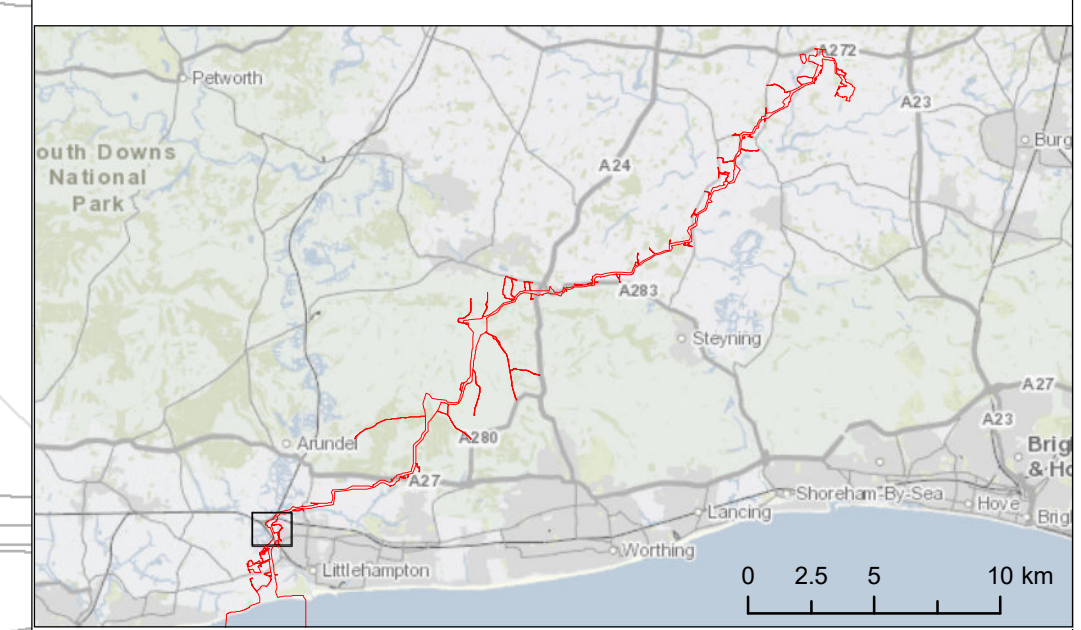 A272
Petworth
A23
Burg
outh Downs
National
Park
A24
A283
Steyning
A27
A23
Arundel
A280
Brig
& Ho
A27
Shoreham-By-Sea
Hove
Lancing
Brig
Worthing
Littlehampton
0 2.5 5 10 km